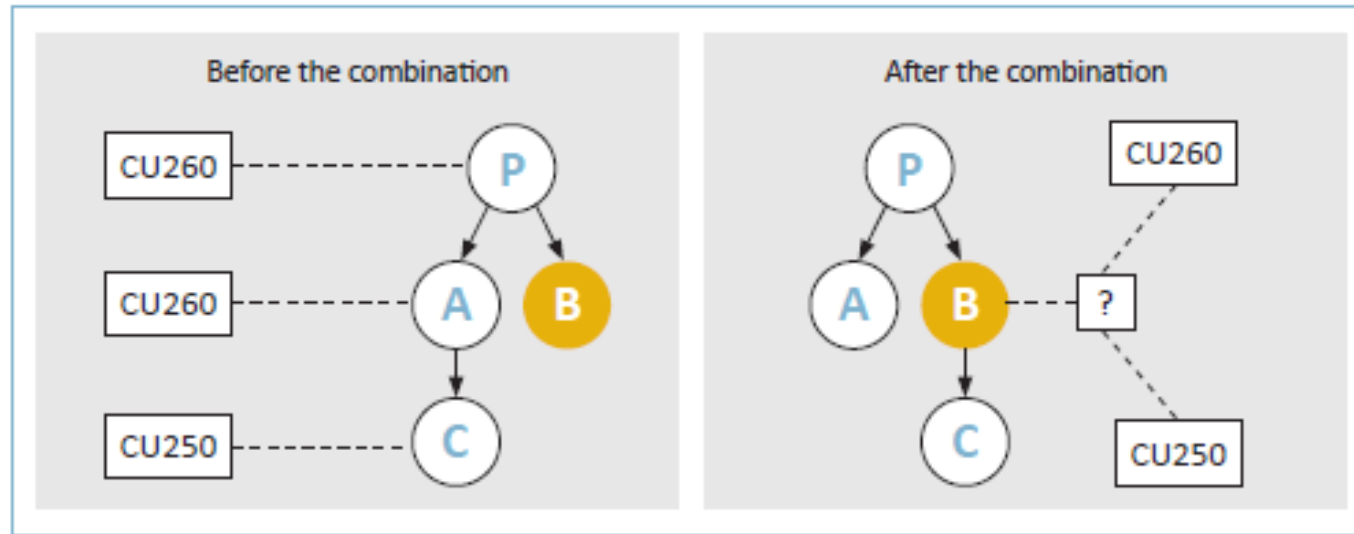 Before the combination
CU260
P
CU260
A
B
CU250
C
After the combination
P
CU260
A
B
?
C
CU250